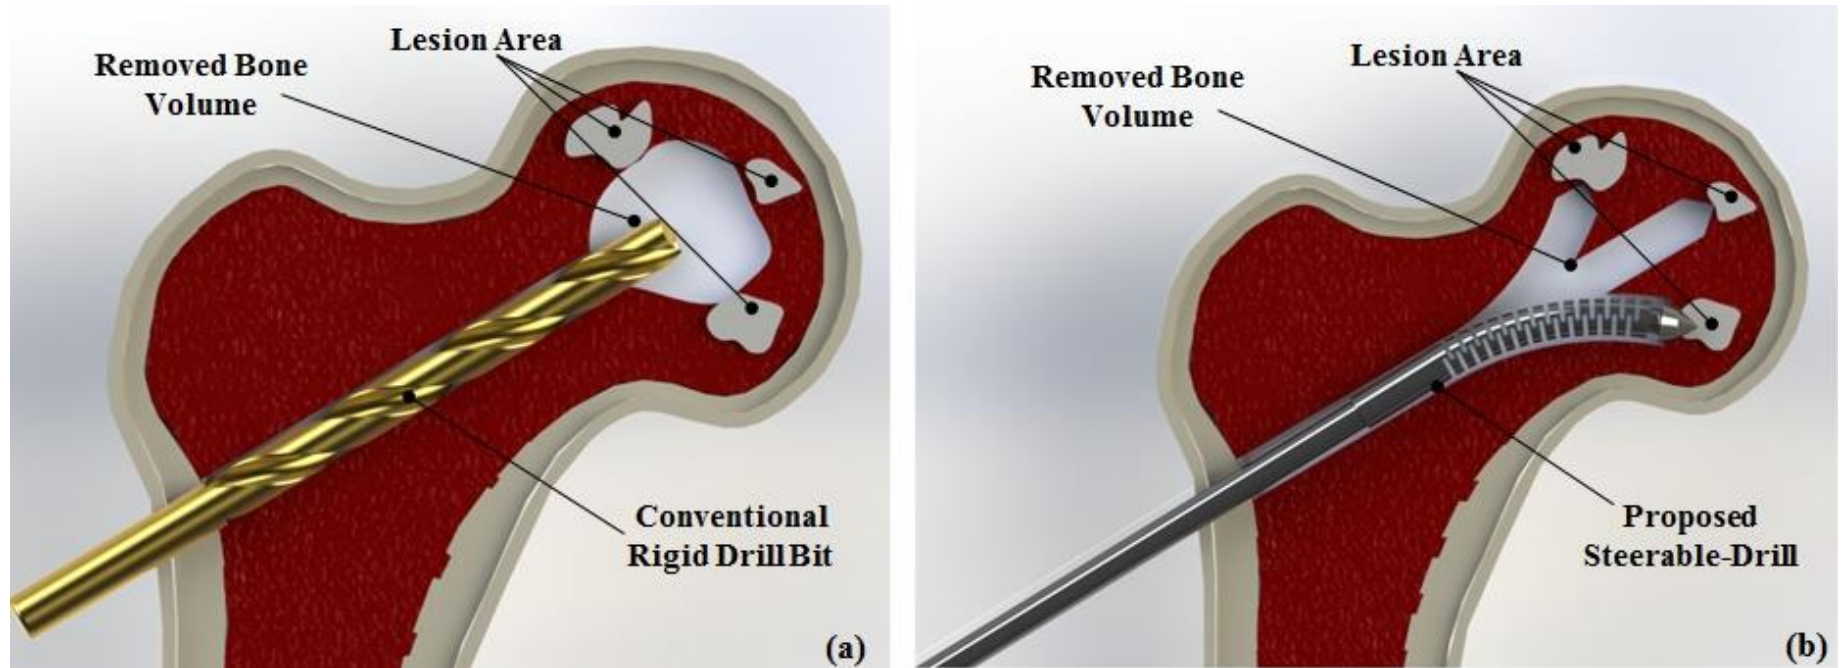 Lesion Area
Removed Bone
Volume
Conventional
Rigid Drill Bit
(a)
Lesion Area
Removed Bone
Volume
Proposed
Steerable-Drill
(b)